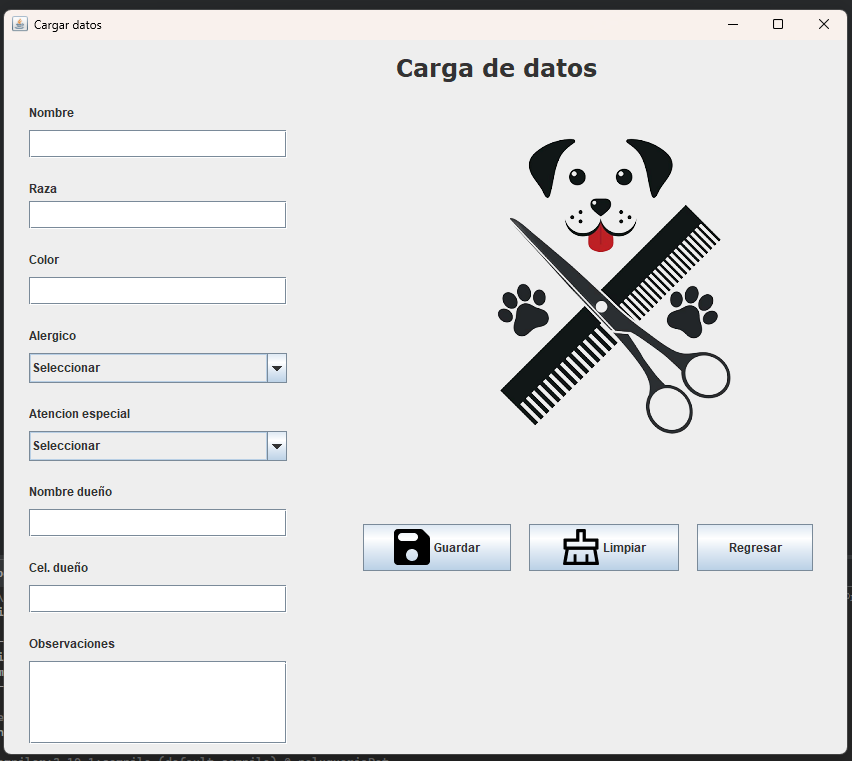 Cargar datos
Carga de datos
Nombre
Raza
Color
Alergico
Seleccionar
Atencion especial
Seleccionar
Nombre dueño
Cel. dueño
Observaciones
Guardar
Limpiar
Regresar